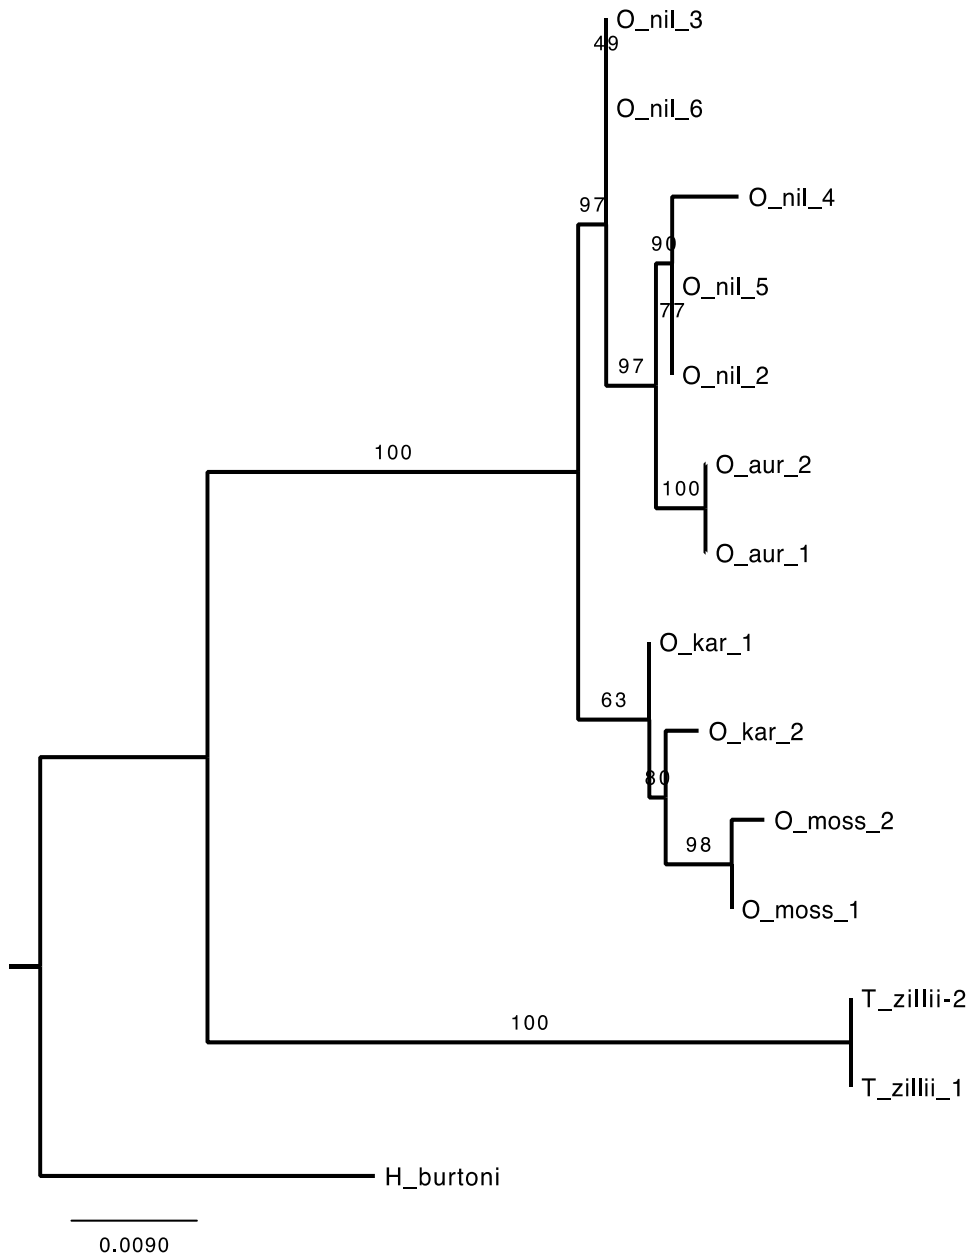 O_nil_3
49
O_nil_6
O_nil_4
97
90
O_nil_5
77
97
O_nil_2
100
O_aur_2
100
O_aur_1
O_kar_1
63
O_kar_2
80
O_moss_2
98
O_moss_1
T_zillii-2
100
T_zillii_1
H_burtoni
0.0090